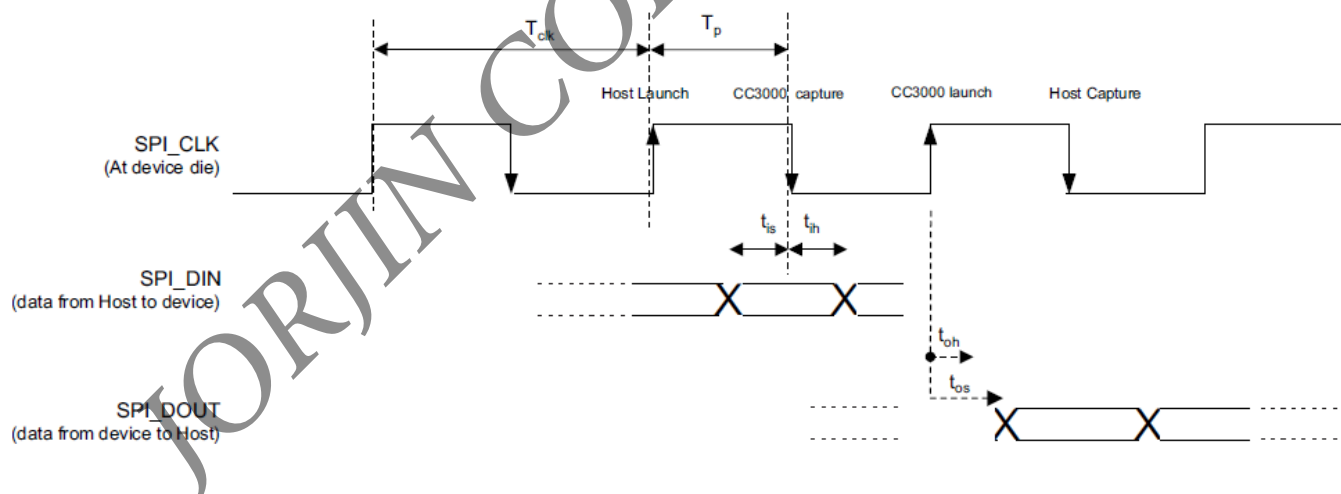 T_clk
T_p
Host Launch
CC3000 capture
CC3000 launch
Host Capture
SPI_CLK
(At device die)
t_is
t_ih
SPI_DIN
(data from Host to device)
t_oh
t_os
SPI_DOUT
(data from device to Host)
JORJIN